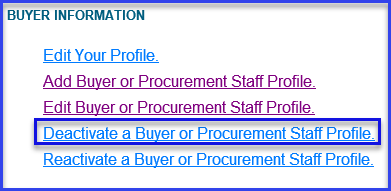 BUYER INFORMATION
Edit Your Profile.
Add Buyer or Procurement Staff Profile.
Edit Buyer or Procurement Staff Profile.
Deactivate a Buyer or Procurement Staff Profile.
Reactivate a Buyer or Procurement Staff Profile.